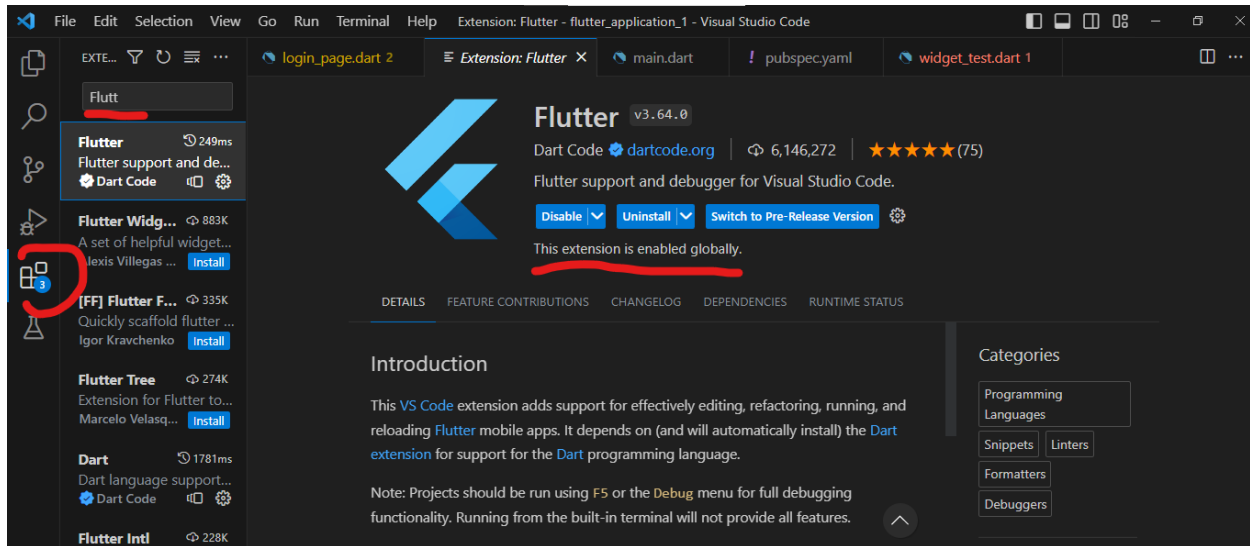 File Edit Selection View Go Run Terminal Help Extension: Flutter - flutter_application_1 - Visual Studio Code
EXTE...
login_page.dart 2
Extension: Flutter
main.dart
! pubspec.yaml
widget_test.dart 1
Flutt
Flutter 249ms
Flutter support and de...
Dart Code
Flutter Widg... 883K
A set of helpful widget...
Alexis Villegas ... Install
[FF] Flutter F... 335K
Quickly scaffold flutter ...
Igor Kravchenko Install
Flutter Tree 274K
Extension for Flutter to...
Marcelo Velasq... Install
Dart 1781ms
Dart language support...
Dart Code
Flutter Intl 228K
3
Flutter v3.64.0
Dart Code dartcode.org 6,146,272 ★★★★★(75)
Flutter support and debugger for Visual Studio Code.
Disable Uninstall Switch to Pre-Release Version
This extension is enabled globally.
DETAILS FEATURE CONTRIBUTIONS CHANGELOG DEPENDENCIES RUNTIME STATUS
Introduction
This VS Code extension adds support for effectively editing, refactoring, running, and
reloading Flutter mobile apps. It depends on (and will automatically install) the Dart
extension for support for the Dart programming language.
Note: Projects should be run using F5 or the Debug menu for full debugging
functionality. Running from the built-in terminal will not provide all features.
Categories
Programming
Languages
Snippets Linters
Formatters
Debuggers